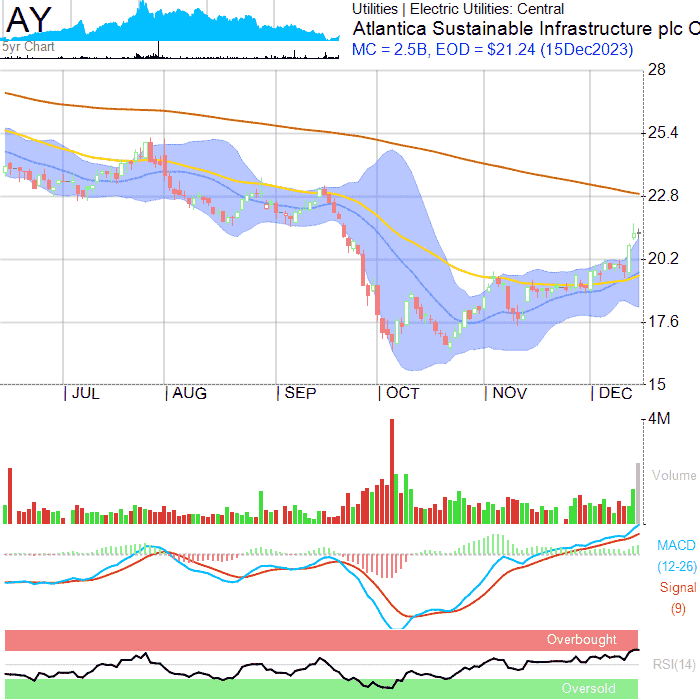 AY
5yr Chart
Utilities | Electric Utilities: Central
Atlantica Sustainable Infrastructure plc O
MC = 2.5B, EOD = $21.24 (15Dec2023)
28
25.4
22.8
20.2
17.6
15
JUL AUG SEP OCT NOV DEC
4M
Volume
MACD
(12-26)
Signal
(9)
Overbought
RSI(14)
Oversold